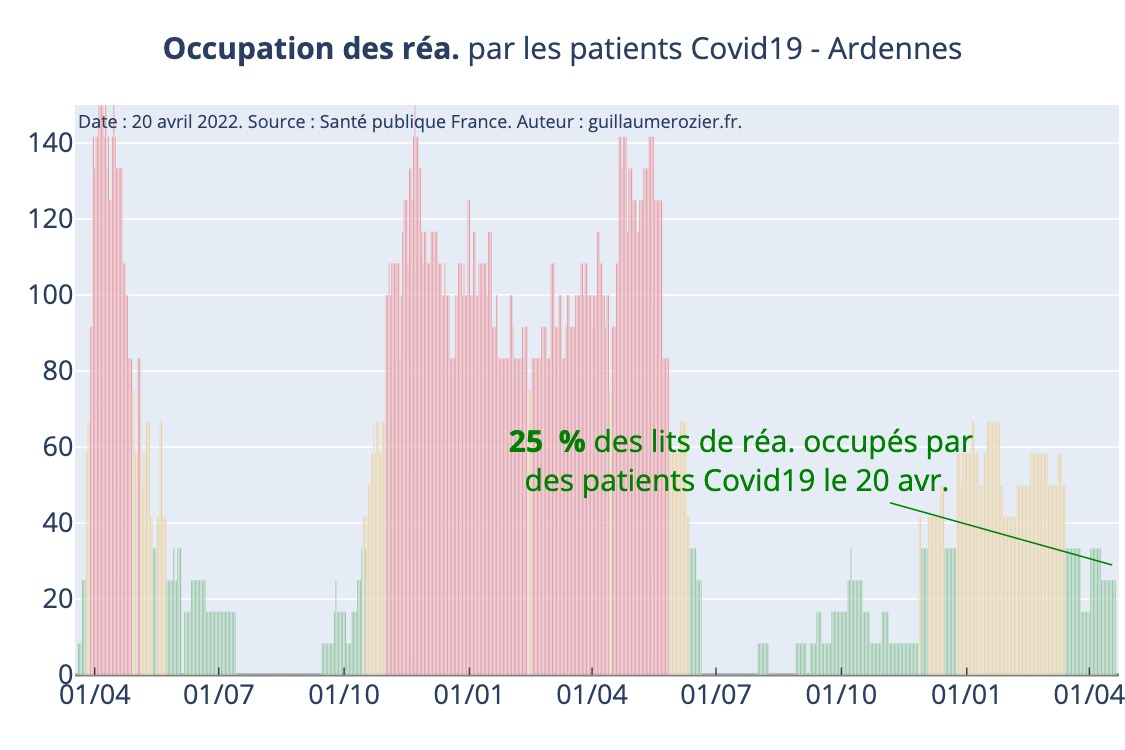 Occupation des réa. par les patients Covid19 - Ardennes
Date : 20 avril 2022. Source : Santé publique France. Auteur : guillaumerozier.fr.
140
120
100
80
60
40
20
0
25 % des lits de réa. occupés par
des patients Covid19 le 20 avr.
01/04 01/07 01/10 01/01 01/04 01/07 01/10 01/01 01/04